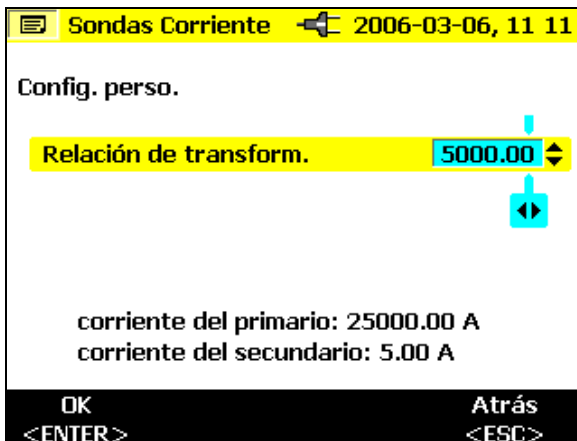 Sondas Corriente 2006-03-06, 11 11
Config. perso.
Relación de transform. 5000.00
corriente del primario: 25000.00 A
corriente del secundario: 5.00 A
OK Atrás
<ENTER> <ESC>